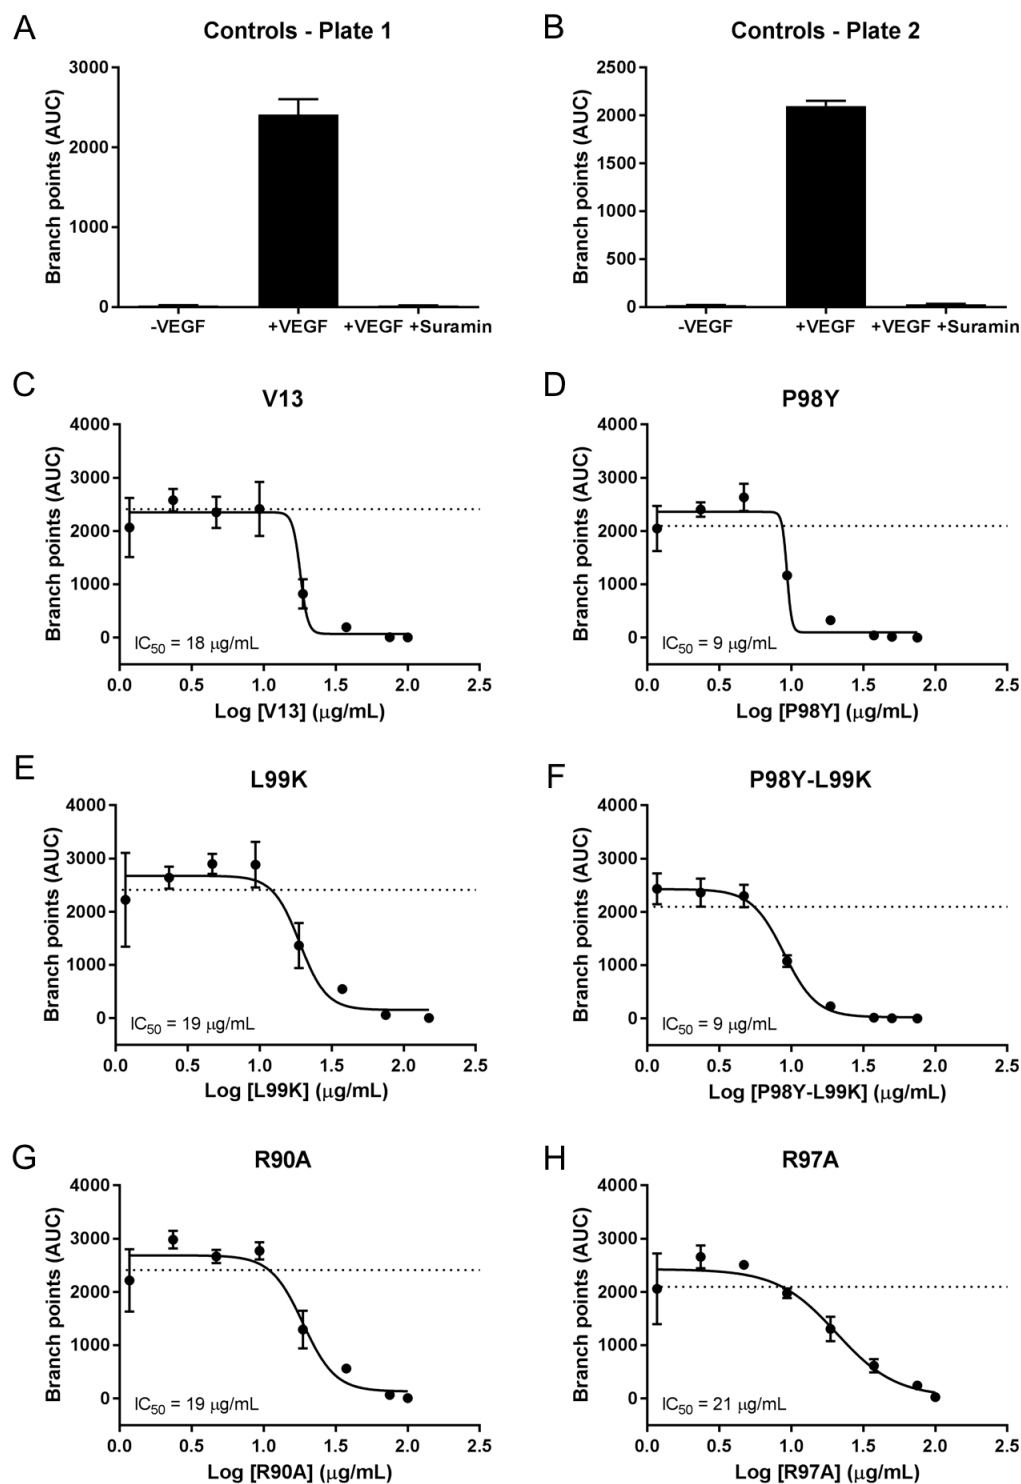 A
Controls - Plate 1
Branch points (AUC)
3000
2000
1000
0
-VEGF
+VEGF
+VEGF +Suramin
B
Controls - Plate 2
Branch points (AUC)
2500
2000
1500
1000
500
0
-VEGF
+VEGF
+VEGF +Suramin
C
V13
Branch points (AUC)
4000
3000
2000
1000
0
IC50 = 18 μg/mL
0.0 0.5 1.0 1.5 2.0 2.5
Log [V13] (μg/mL)
D
P98Y
Branch points (AUC)
4000
3000
2000
1000
0
IC50 = 9 μg/mL
0.0 0.5 1.0 1.5 2.0 2.5
Log [P98Y] (μg/mL)
E
L99K
Branch points (AUC)
4000
3000
2000
1000
0
IC50 = 19 μg/mL
0.0 0.5 1.0 1.5 2.0 2.5
Log [L99K] (μg/mL)
F
P98Y-L99K
Branch points (AUC)
4000
3000
2000
1000
0
IC50 = 9 μg/mL
0.0 0.5 1.0 1.5 2.0 2.5
Log [P98Y-L99K] (μg/mL)
G
R90A
Branch points (AUC)
4000
3000
2000
1000
0
IC50 = 19 μg/mL
0.0 0.5 1.0 1.5 2.0 2.5
Log [R90A] (μg/mL)
H
R97A
Branch points (AUC)
4000
3000
2000
1000
0
IC50 = 21 μg/mL
0.0 0.5 1.0 1.5 2.0 2.5
Log [R97A] (μg/mL)